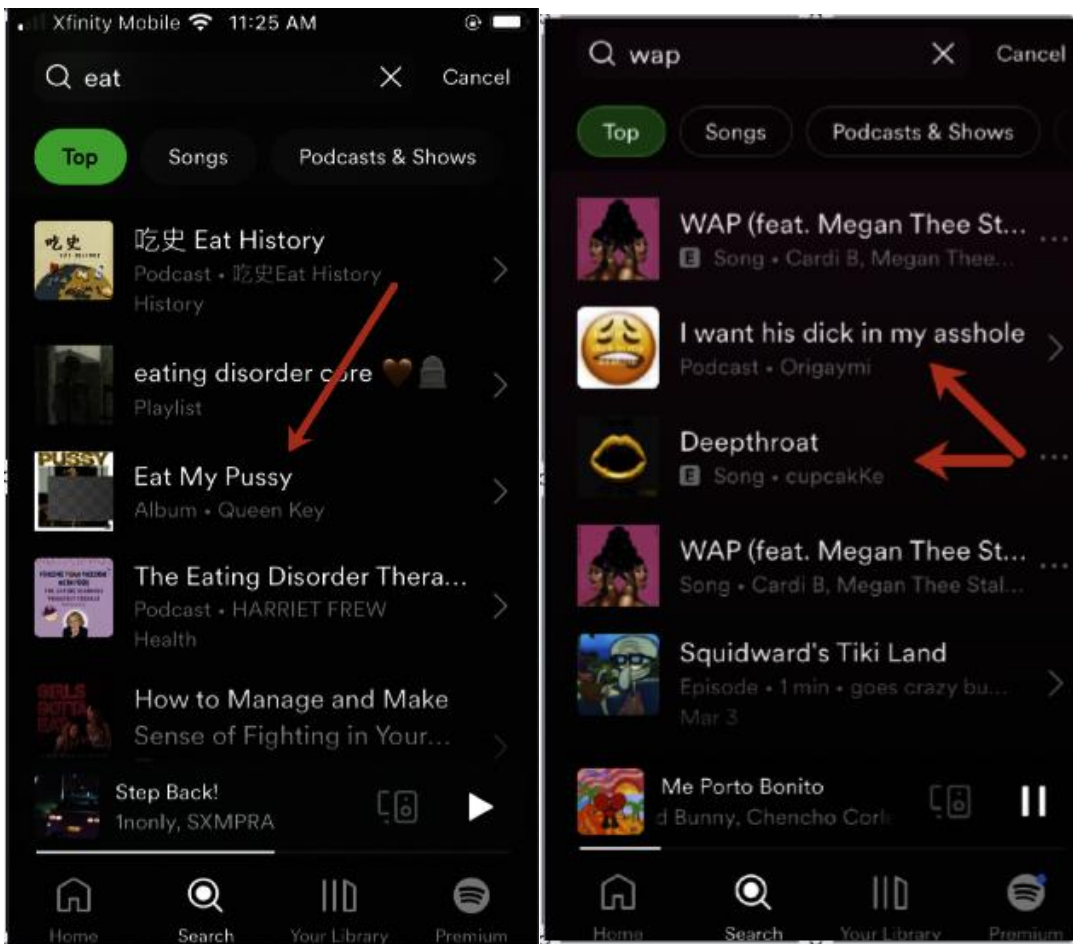 Xfinity Mobile 11:25 AM
eat
Cancel
Top
Songs
Podcasts & Shows
吃史
吃史 Eat History
Podcast • 吃史Eat History
History
eating disorder core
Playlist
PUSSY
Eat My Pussy
Album • Queen Key
The Eating Disorder Thera...
Podcast • HARRIET FREW
Health
GIRLS
GOTTA
EAT
How to Manage and Make
Sense of Fighting in Your...
Step Back!
1nonly, SXMPRA
Home
Search
Your Library
Premium
wap
Cancel
Top
Songs
Podcasts & Shows
WAP (feat. Megan Thee St...
E Song • Cardi B, Megan Thee...
I want his dick in my asshole
Podcast • Origaymi
Deepthroat
E Song • cupcakKe
WAP (feat. Megan Thee St...
Song • Cardi B, Megan Thee Stal...
Squidward's Tiki Land
Episode • 1 min • goes crazy bu...
Mar 3
Me Porto Bonito
d Bunny, Chencho Corl
Home
Search
Your Library
Premium